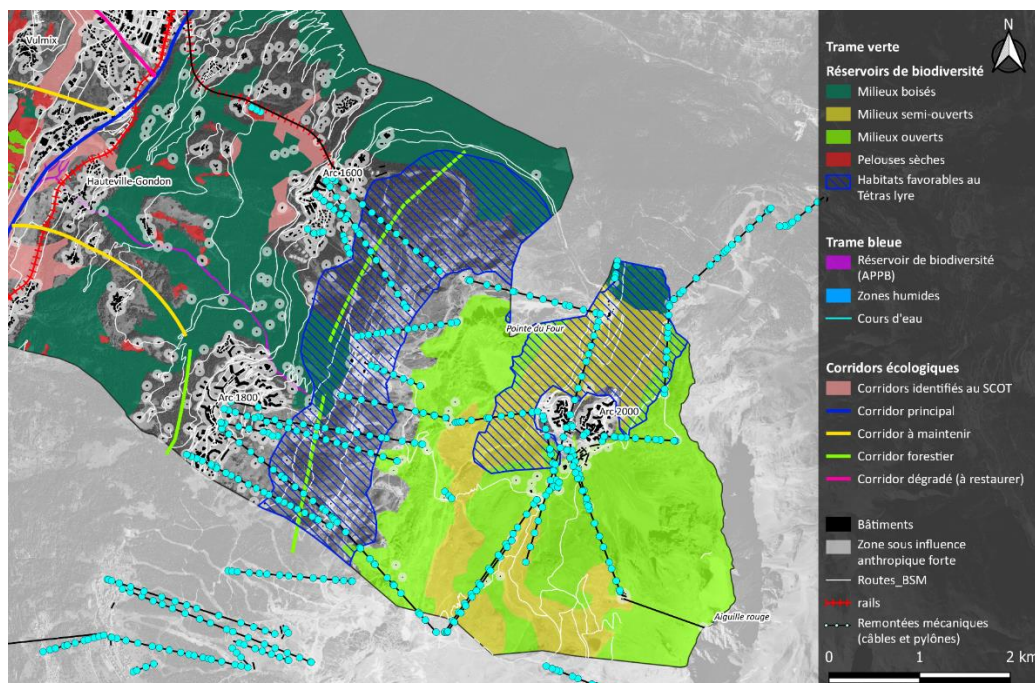 Vulmix
Hauteville-Gondon
Arc 1600
Pointe du Four
Arc 1800
Arc 2000
Aiguille rouge
N
Trame verte
Réservoirs de biodiversité
Milieux boisés
Milieux semi-ouverts
Milieux ouverts
Pelouses sèches
Habitats favorables au
Tétras lyre
Trame bleue
Réservoir de biodiversité
(APPB)
Zones humides
Cours d'eau
Corridors écologiques
Corridors identifiés au SCOT
Corridor principal
Corridor à maintenir
Corridor forestier
Corridor dégradé (à restaurer)
Bâtiments
Zone sous influence
anthropique forte
Routes_BSM
rails
Remontées mécaniques
(câbles et pylônes)
0 1 2 km